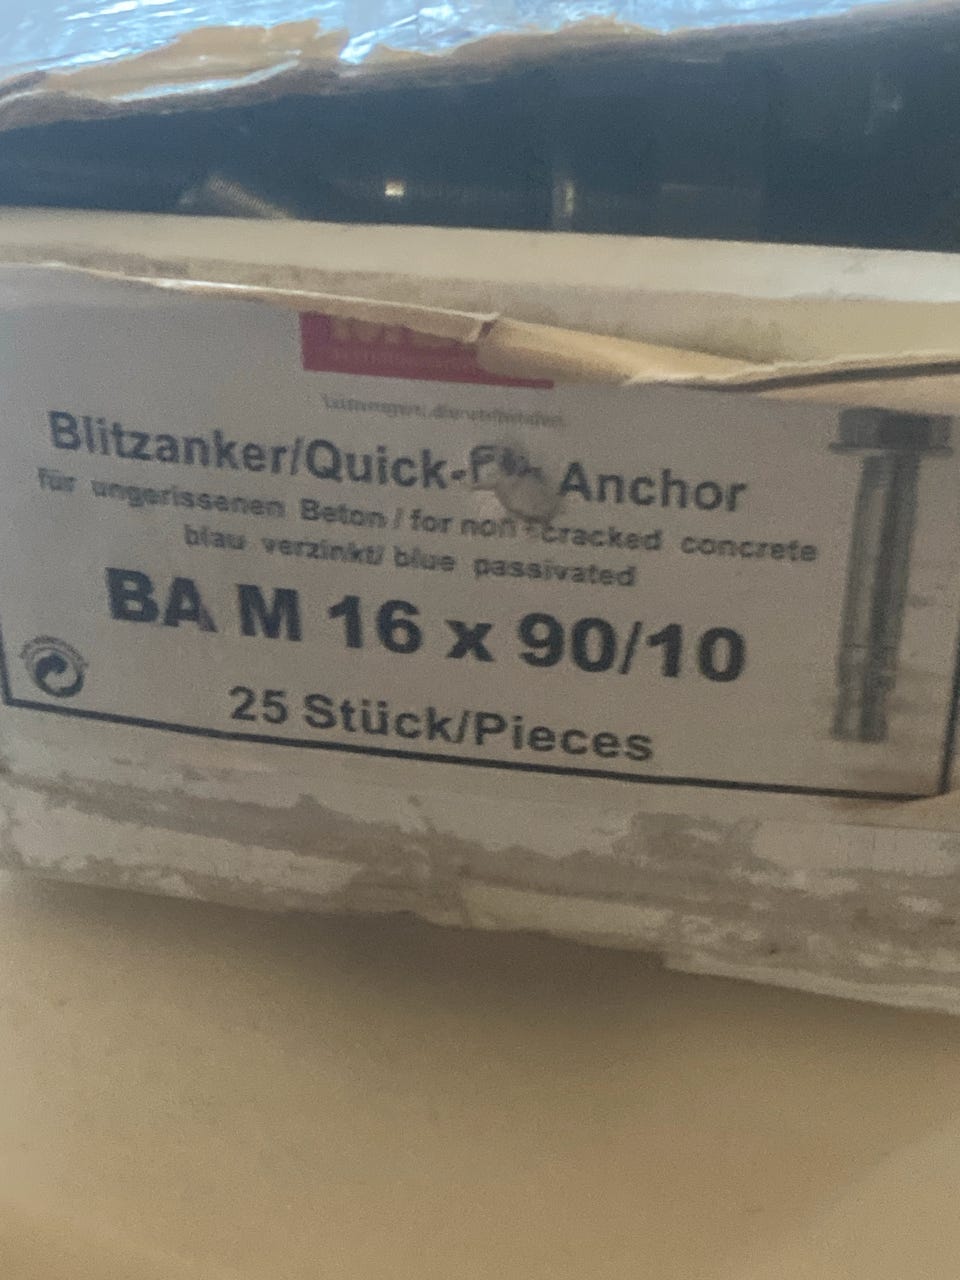 Blitzanker/Quick-Fix Anchor
für ungerissenen Beton / for non-cracked concrete
blau verzinkt/ blue passivated
BA M 16 x 90/10
25 Stück/Pieces